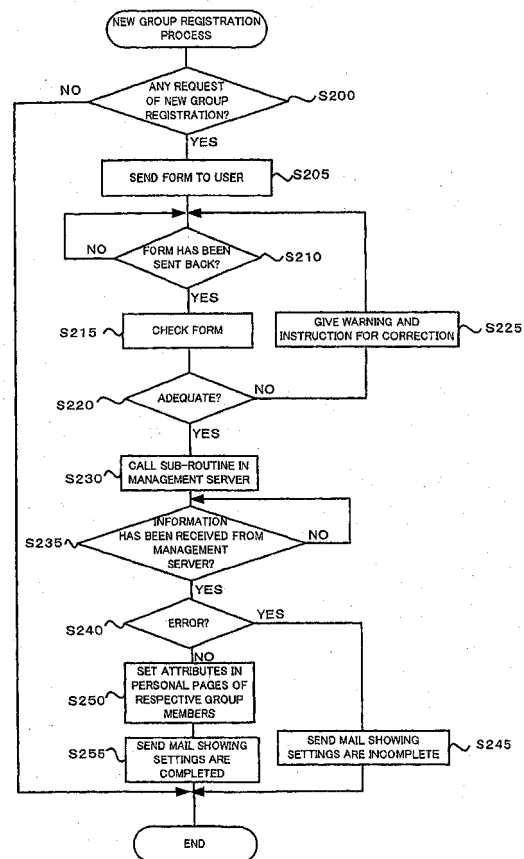 NEW GROUP REGISTRATION
PROCESS
NO
ANY REQUEST
OF NEW GROUP
REGISTRATION?
S200
YES
SEND FORM TO USER
S205
NO
FORM HAS BEEN
SENT BACK?
S210
YES
S215
CHECK FORM
GIVE WARNING AND
INSTRUCTION FOR CORRECTION
S225
S220
ADEQUATE?
NO
YES
S230
CALL SUB-ROUTINE IN
MANAGEMENT SERVER
S235
INFORMATION
HAS BEEN RECEIVED FROM
MANAGEMENT
SERVER?
NO
YES
S240
ERROR?
YES
NO
S250
SET ATTRIBUTES IN
PERSONAL PAGES OF
RESPECTIVE GROUP
MEMBERS
S255
SEND MAIL SHOWING
SETTINGS ARE
COMPLETED
SEND MAIL SHOWING
SETTINGS ARE INCOMPLETE
S245
END